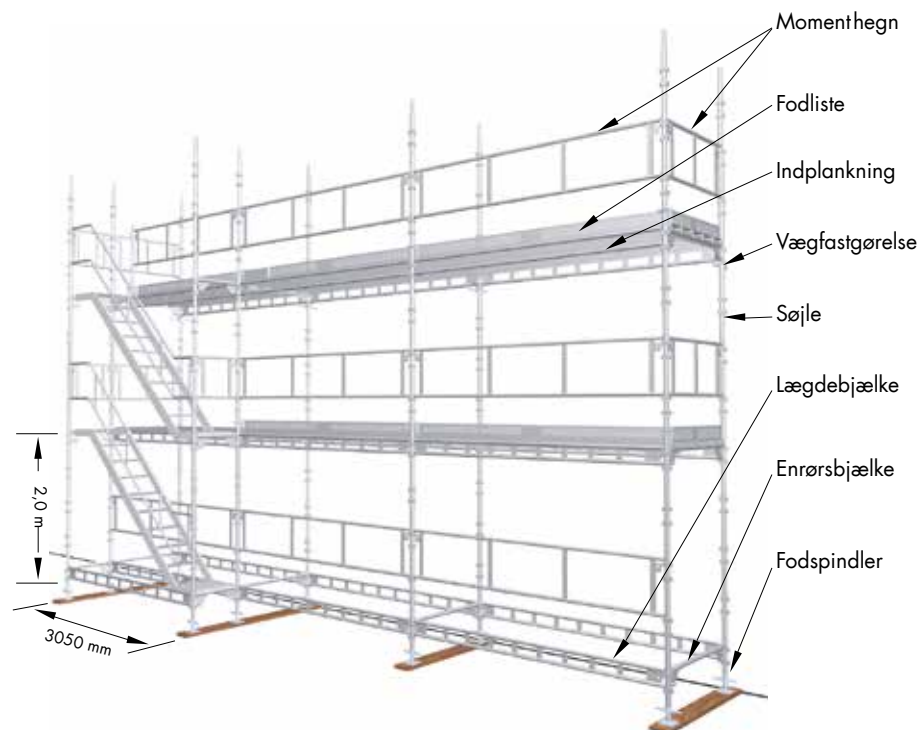 Momenthegn
Fodliste
Indplankning
Vægfastgørelse
Søjle
Lægdebjælke
Enrørsbjælke
Fodspindler
2,0 m
3050 mm